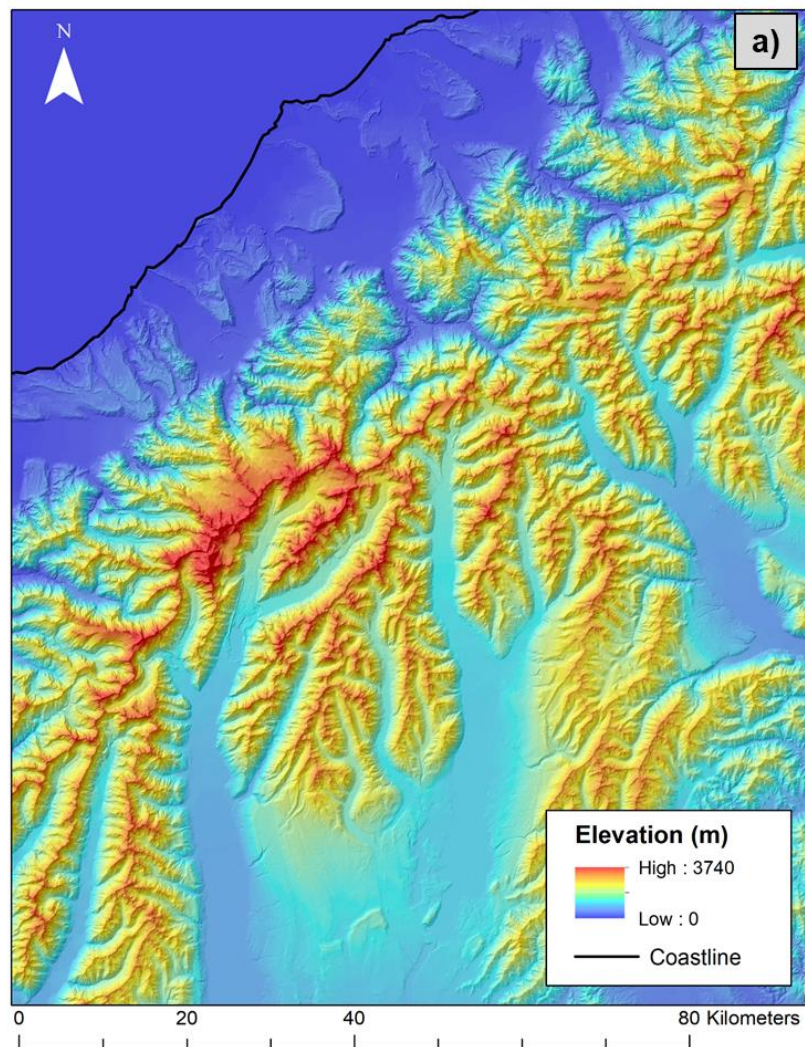 N
a)
Elevation (m)
High : 3740
Low : 0
Coastline
0 20 40 80 Kilometers